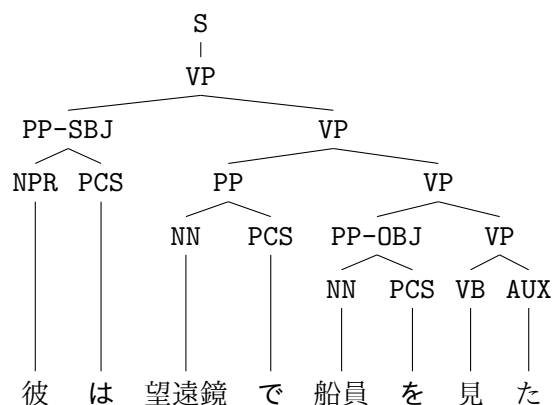 S
VP
PP-SBJ VP
NPR PCS PP VP
NN PCS PP-OBJ VP
NN PCS VB AUX
彼 は 望遠鏡 で 船員 を 見 た